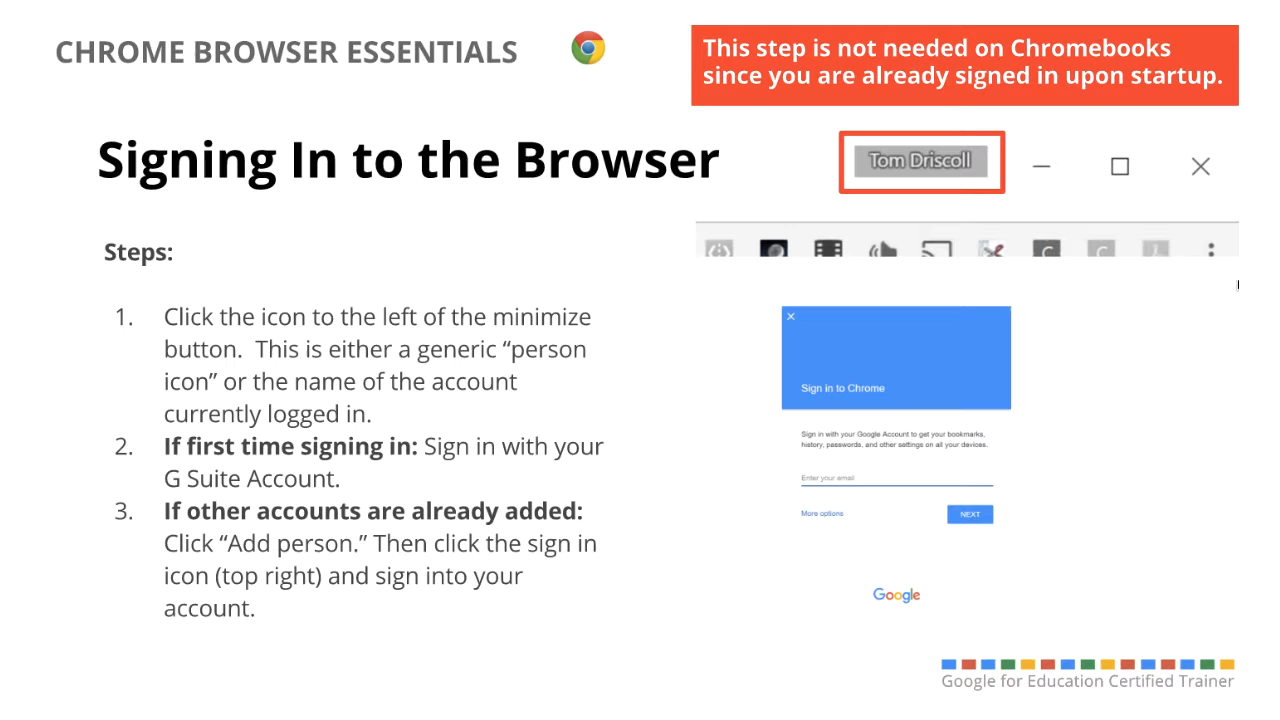 CHROME BROWSER ESSENTIALS
This step is not needed on Chromebooks
since you are already signed in upon startup.
Signing In to the Browser
Tom Driscoll
Steps:
1. Click the icon to the left of the minimize
button.  This is either a generic “person
icon” or the name of the account
currently logged in.
2. If first time signing in: Sign in with your
G Suite Account.
3. If other accounts are already added:
Click “Add person.” Then click the sign in
icon (top right) and sign into your
account.
Sign in to Chrome
Sign in with your Google Account to get your bookmarks,
history, passwords, and other settings on all your devices.
Enter your email
More options
NEXT
Google
Google for Education Certified Trainer